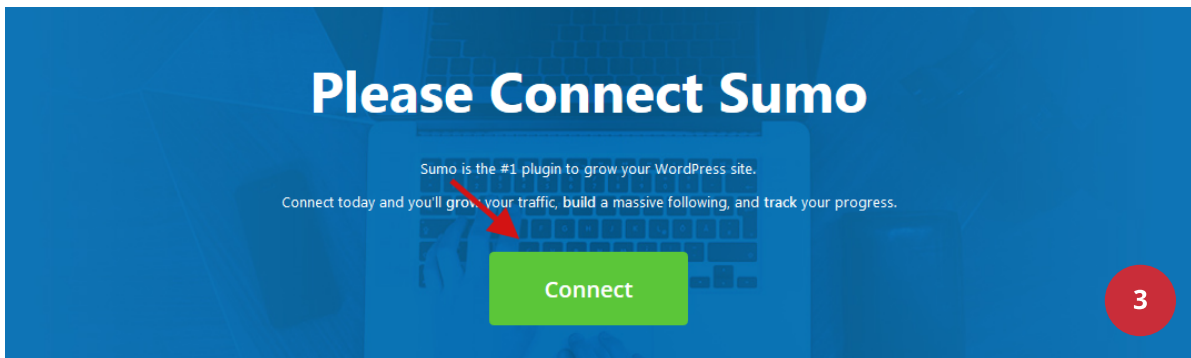 Please Connect Sumo
Sumo is the #1 plugin to grow your WordPress site.
Connect today and you'll grow your traffic, build a massive following, and track your progress.
Connect
3